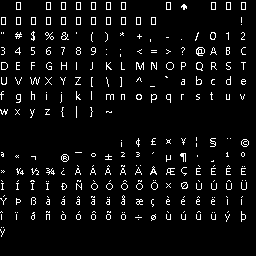 !
" # $ % & ' ( ) * + , - . / 0 1 2
3 4 5 6 7 8 9 : ; < = > ? @ A B C
D E F G H I J K L M N O P Q R S T
U V W X Y Z [ \ ] ^ _ ` a b c d e
f g h i j k l m n o p q r s t u v
w x y z { | } ~
¡ ¢ £ ¤ ¥ ¦ § ¨ ©
ª « ¬ ® ¯ ° ± ² ³ ´ µ ¶ · ¸ ¹ º
» ¼ ½ ¾ ¿ À Á Â Ã Ä Å Æ Ç È É Ê Ë
Ì Í Î Ï Ð Ñ Ò Ó Ô Õ Ö × Ø Ù Ú Û Ü
Ý Þ ß à á â ã ä å æ ç è é ê ë ì í
î ï ð ñ ò ó ô õ ö ÷ ø ù ú û ü ý þ
ÿ